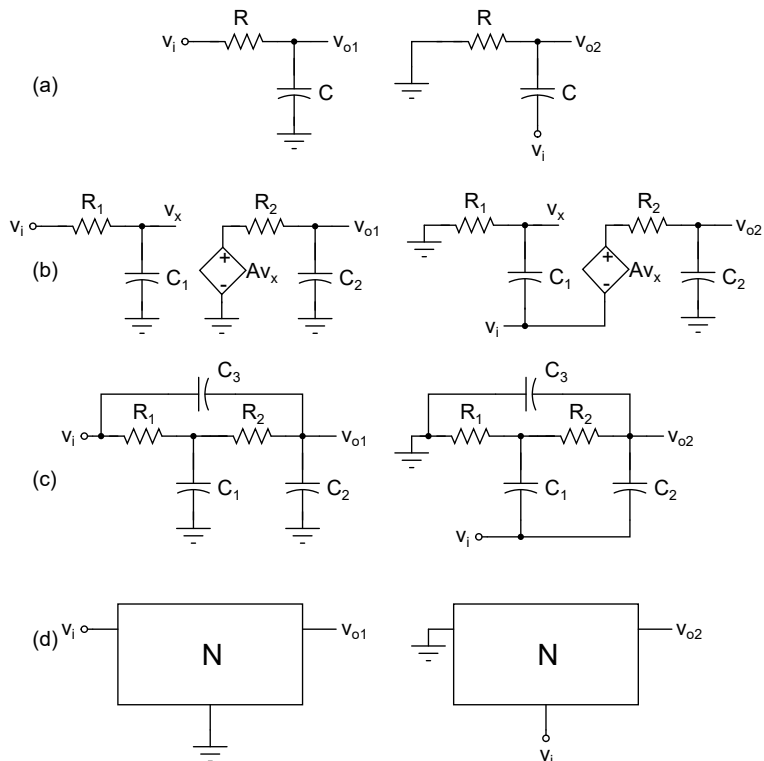 R
v_i
v_o1
C
R
v_o2
C
v_i
(a)
R_1
v_i
v_x
R_2
v_o1
C_1
+
-
Av_x
C_2
R_1
v_x
R_2
v_o2
C_1
+
-
Av_x
C_2
v_i
(b)
C_3
R_1
R_2
v_i
v_o1
C_1
C_2
C_3
R_1
R_2
v_o2
C_1
C_2
v_i
(c)
v_i
N
v_o1
N
v_o2
v_i
(d)